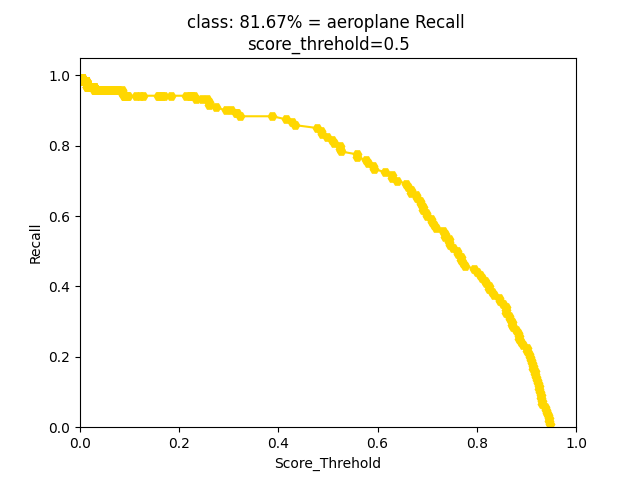 class: 81.67% = aeroplane Recall
score_threhold=0.5
1.0
0.8
0.6
0.4
0.2
0.0
Recall
0.0 0.2 0.4 0.6 0.8 1.0
Score_Threhold